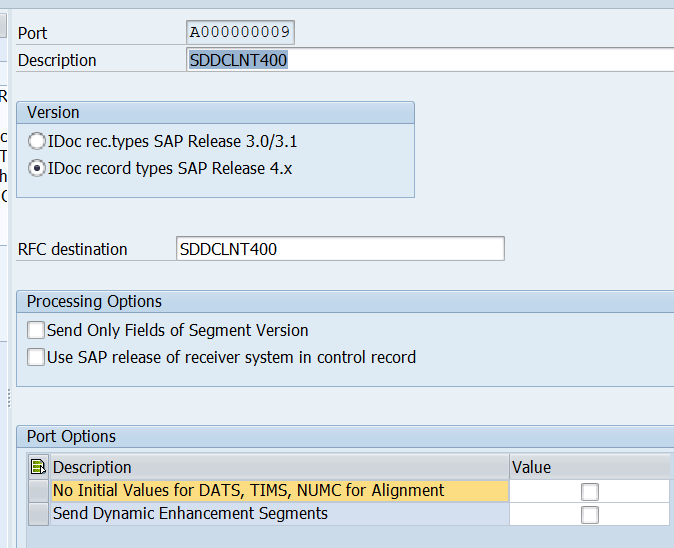 Port A000000009
Description SDDCLNT400
Version
IDoc rec.types SAP Release 3.0/3.1
IDoc record types SAP Release 4.x
RFC destination SDDCLNT400
Processing Options
Send Only Fields of Segment Version
Use SAP release of receiver system in control record
Port Options
Description Value
No Initial Values for DATS, TIMS, NUMC for Alignment
Send Dynamic Enhancement Segments